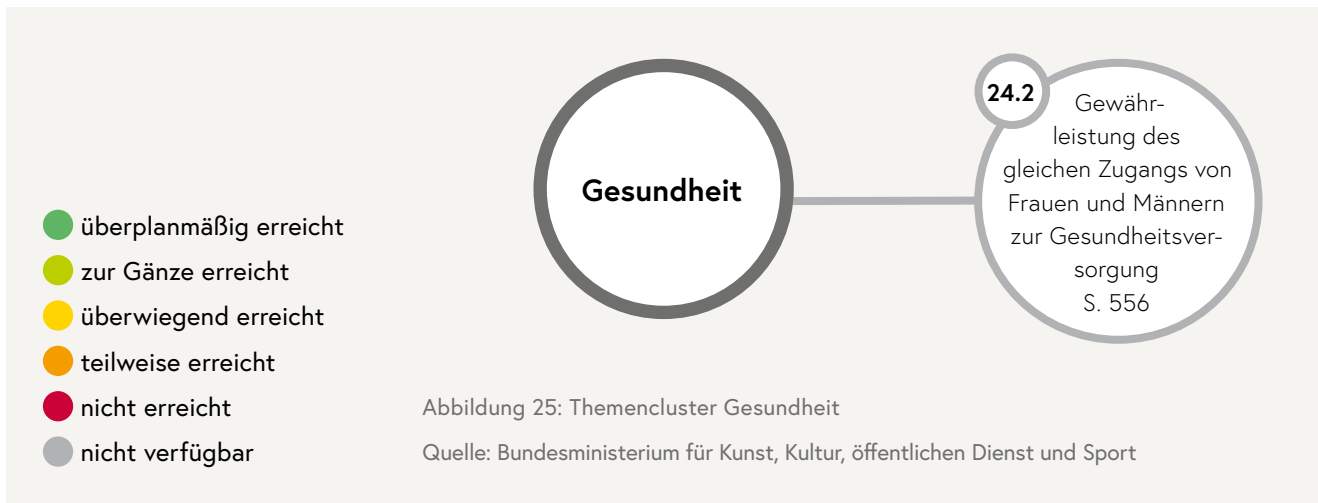 Gesundheit
24.2
Gewähr-
leistung des
gleichen Zugangs von
Frauen und Männern
zur Gesundheitsver-
sorgung
S. 556
überplanmäßig erreicht
zur Gänze erreicht
überwiegend erreicht
teilweise erreicht
nicht erreicht
nicht verfügbar
Abbildung 25: Themencluster Gesundheit
Quelle: Bundesministerium für Kunst, Kultur, öffentlichen Dienst und Sport